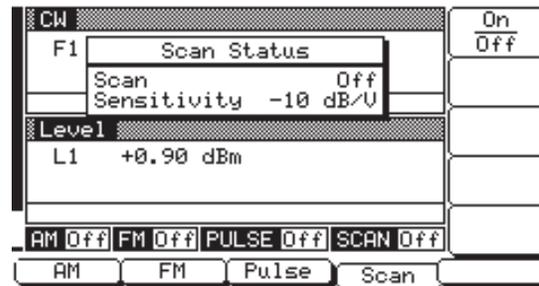 CW
F1
Scan Status
Scan Off
Sensitivity -10 dB/V
Level
L1 +0.90 dBm
AM Off FM Off PULSE Off SCAN Off
AM FM Pulse Scan
On
Off